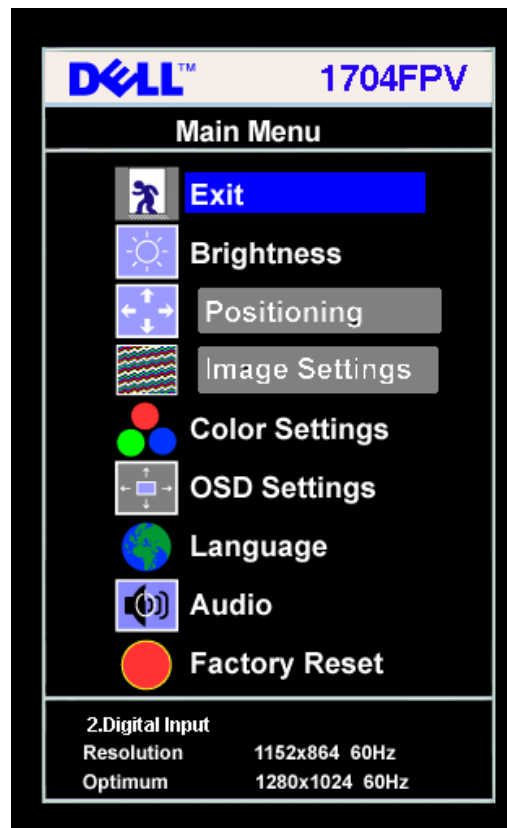 DELL™ 1704FPV
Main Menu
Exit
Brightness
Positioning
Image Settings
Color Settings
OSD Settings
Language
Audio
Factory Reset
2.Digital Input
Resolution 1152x864 60Hz
Optimum 1280x1024 60Hz